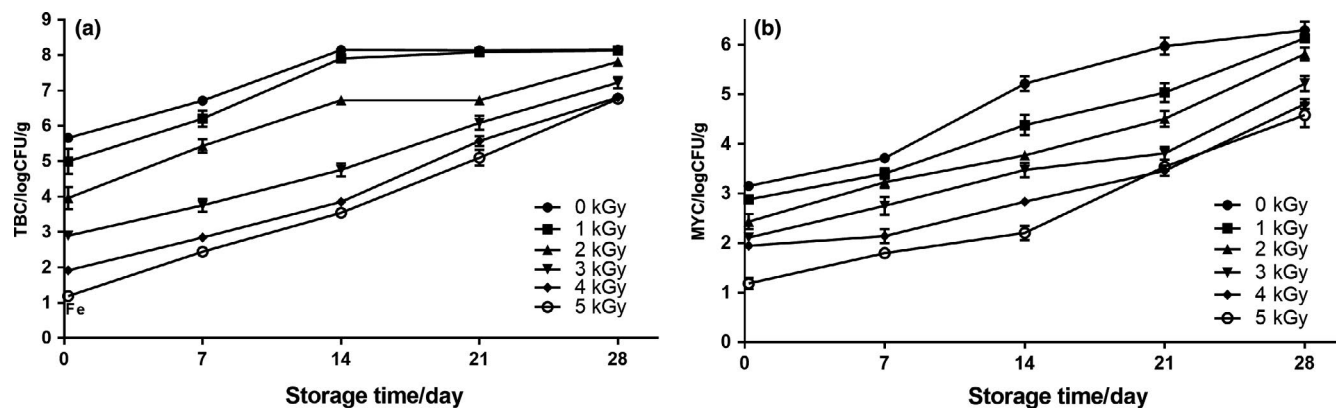 (a)
TBC/logCFU/g
9
8
7
6
5
4
3
2
1
0
Fe
0 kGy
1 kGy
2 kGy
3 kGy
4 kGy
5 kGy
0 7 14 21 28
Storage time/day
(b)
MYC/logCFU/g
6
5
4
3
2
1
0
0 kGy
1 kGy
2 kGy
3 kGy
4 kGy
5 kGy
0 7 14 21 28
Storage time/day